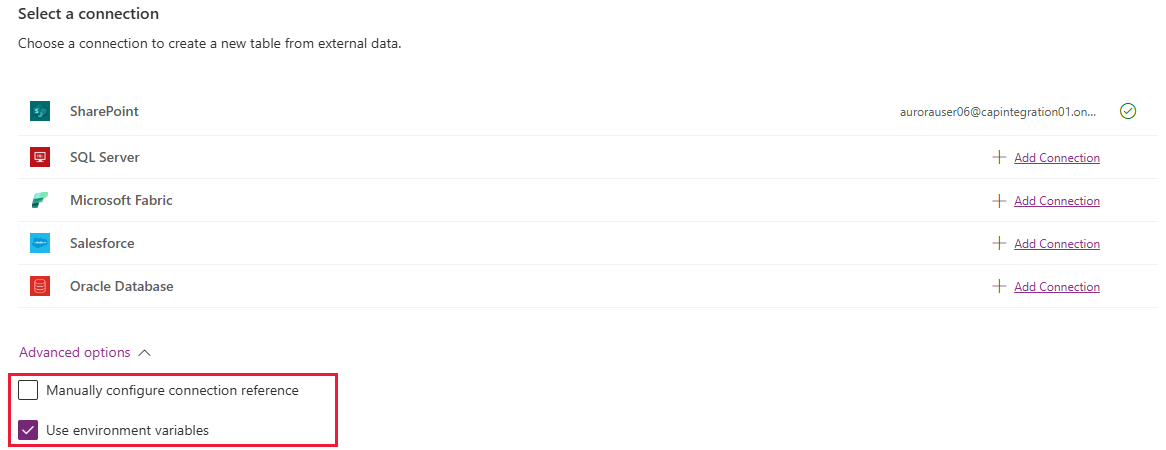 Select a connection
Choose a connection to create a new table from external data.
SharePoint aurorauser06@capintegration01.on...
SQL Server Add Connection
Microsoft Fabric Add Connection
Salesforce Add Connection
Oracle Database Add Connection
Advanced options
Manually configure connection reference
Use environment variables